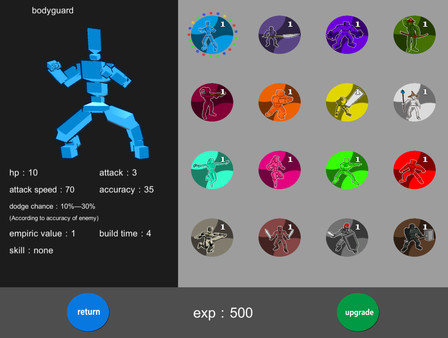 bodyguard
1 1 1 1
1 1 1 1
1 1 1 1
1 1 1 1
hp : 10 attack : 3
attack speed : 70 accuracy : 35
dodge chance : 10%—30%
(According to accuracy of enemy)
empiric value : 1 build time : 4
skill : none
return exp : 500 upgrade